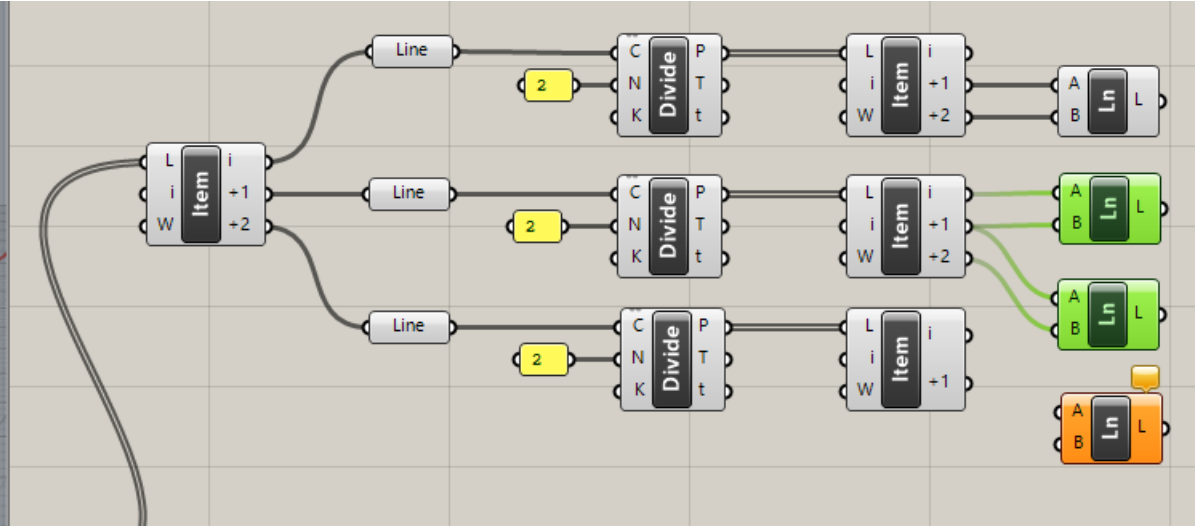 L i
i Item +1
W +2
Line
2
C P
N Divide T
K t
L i
i Item +1
W +2
A
Ln L
B
Line
2
C P
N Divide T
K t
L i
i Item +1
W +2
A
Ln L
B
A
Ln L
B
Line
2
C P
N Divide T
K t
L i
i Item
W +1
A
Ln L
B